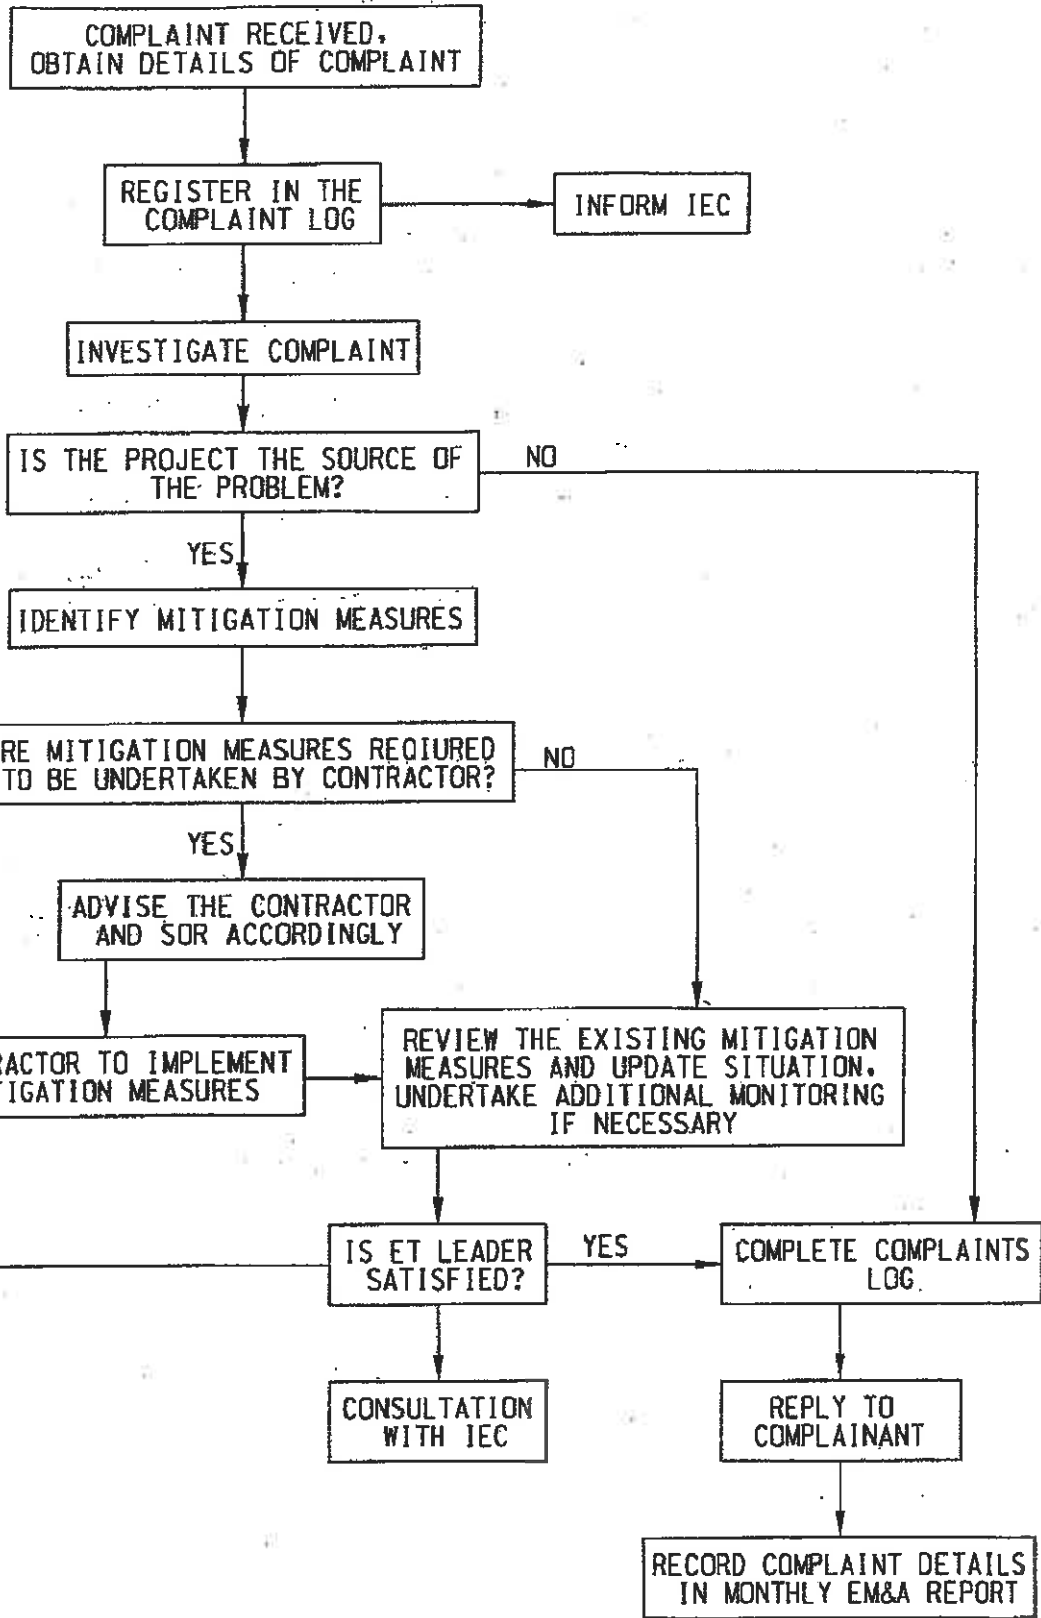 COMPLAINT RECEIVED,
OBTAIN DETAILS OF COMPLAINT
REGISTER IN THE
COMPLAINT LOG
INFORM IEC
INVESTIGATE COMPLAINT
IS THE PROJECT THE SOURCE OF
THE PROBLEM?
NO
YES
IDENTIFY MITIGATION MEASURES
RE MITIGATION MEASURES REQIURED
TO BE UNDERTAKEN BY CONTRACTOR?
NO
YES
ADVISE THE CONTRACTOR
AND SOR ACCORDINGLY
RACTOR TO IMPLEMENT
TIGATION MEASURES
REVIEW THE EXISTING MITIGATION
MEASURES AND UPDATE SITUATION.
UNDERTAKE ADDITIONAL MONITORING
IF NECESSARY
IS ET LEADER
SATISFIED?
YES
COMPLETE COMPLAINTS
LOG
CONSULTATION
WITH IEC
REPLY TO
COMPLAINANT
RECORD COMPLAINT DETAILS
IN MONTHLY EM&A REPORT